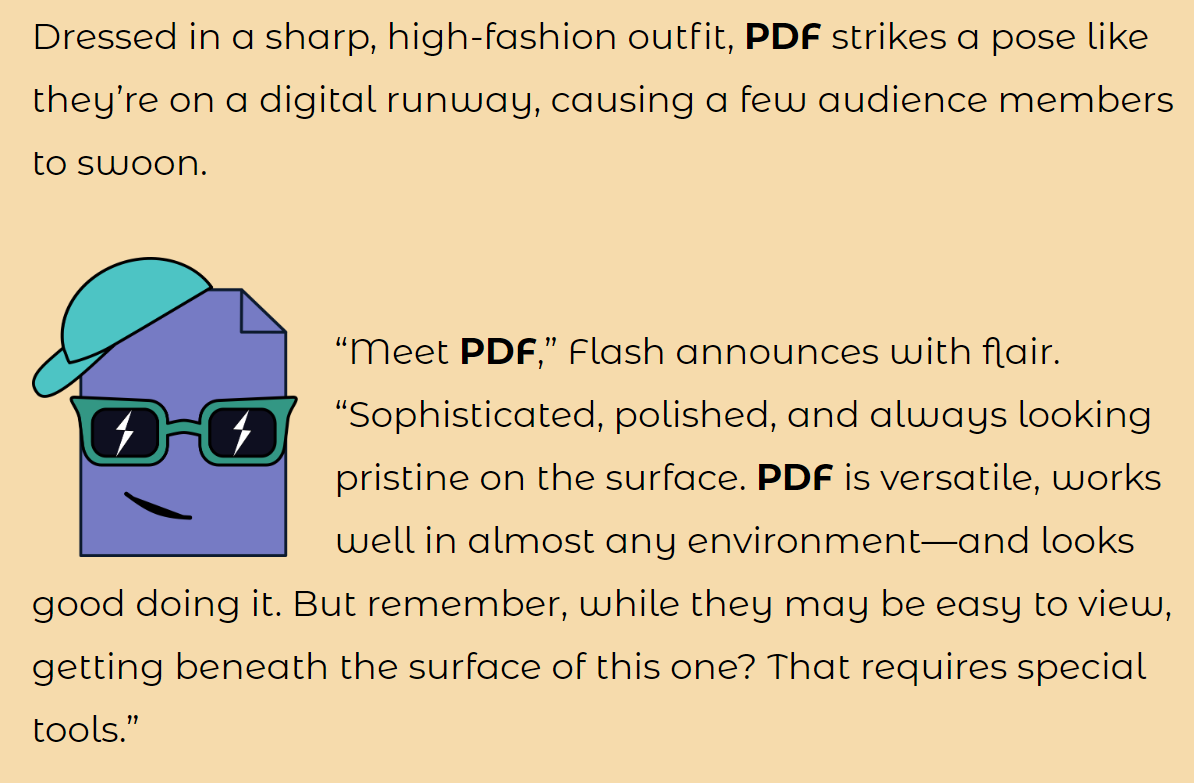 Dressed in a sharp, high-fashion outfit, PDF strikes a pose like
they’re on a digital runway, causing a few audience members
to swoon.
“Meet PDF,” Flash announces with flair.
“Sophisticated, polished, and always looking
pristine on the surface. PDF is versatile, works
well in almost any environment—and looks
good doing it. But remember, while they may be easy to view,
getting beneath the surface of this one? That requires special
tools.”